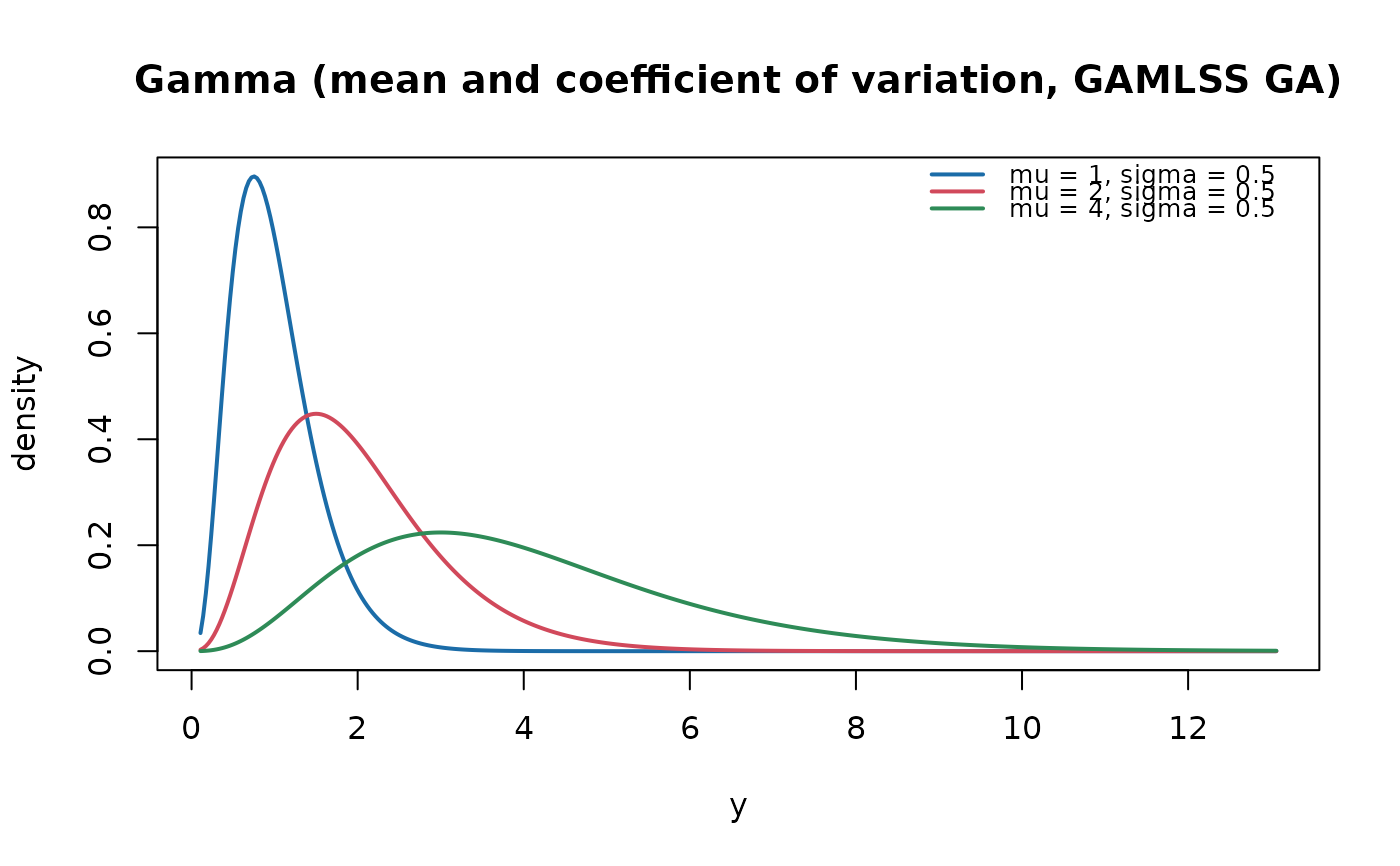 Gamma (mean and coefficient of variation, GAMLSS GA)
mu = 1, sigma = 0.5
mu = 2, sigma = 0.5
mu = 4, sigma = 0.5
density
0.8
0.6
0.4
0.2
0.0
0 2 4 6 8 10 12
y